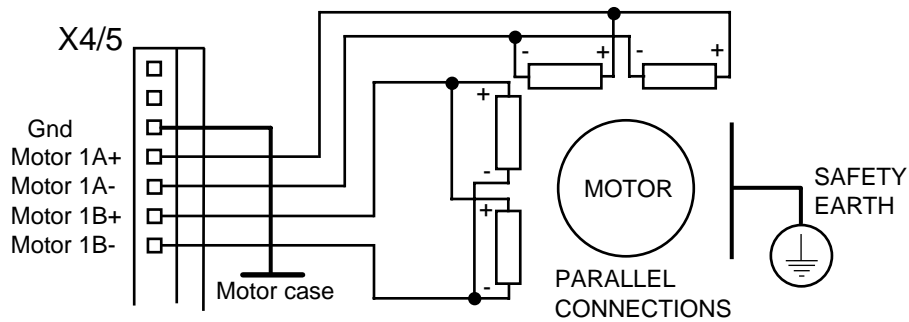 X4/5
Gnd
Motor 1A+
Motor 1A-
Motor 1B+
Motor 1B-
Motor case
- +
- +
+
-
+
-
MOTOR
PARALLEL
CONNECTIONS
SAFETY
EARTH